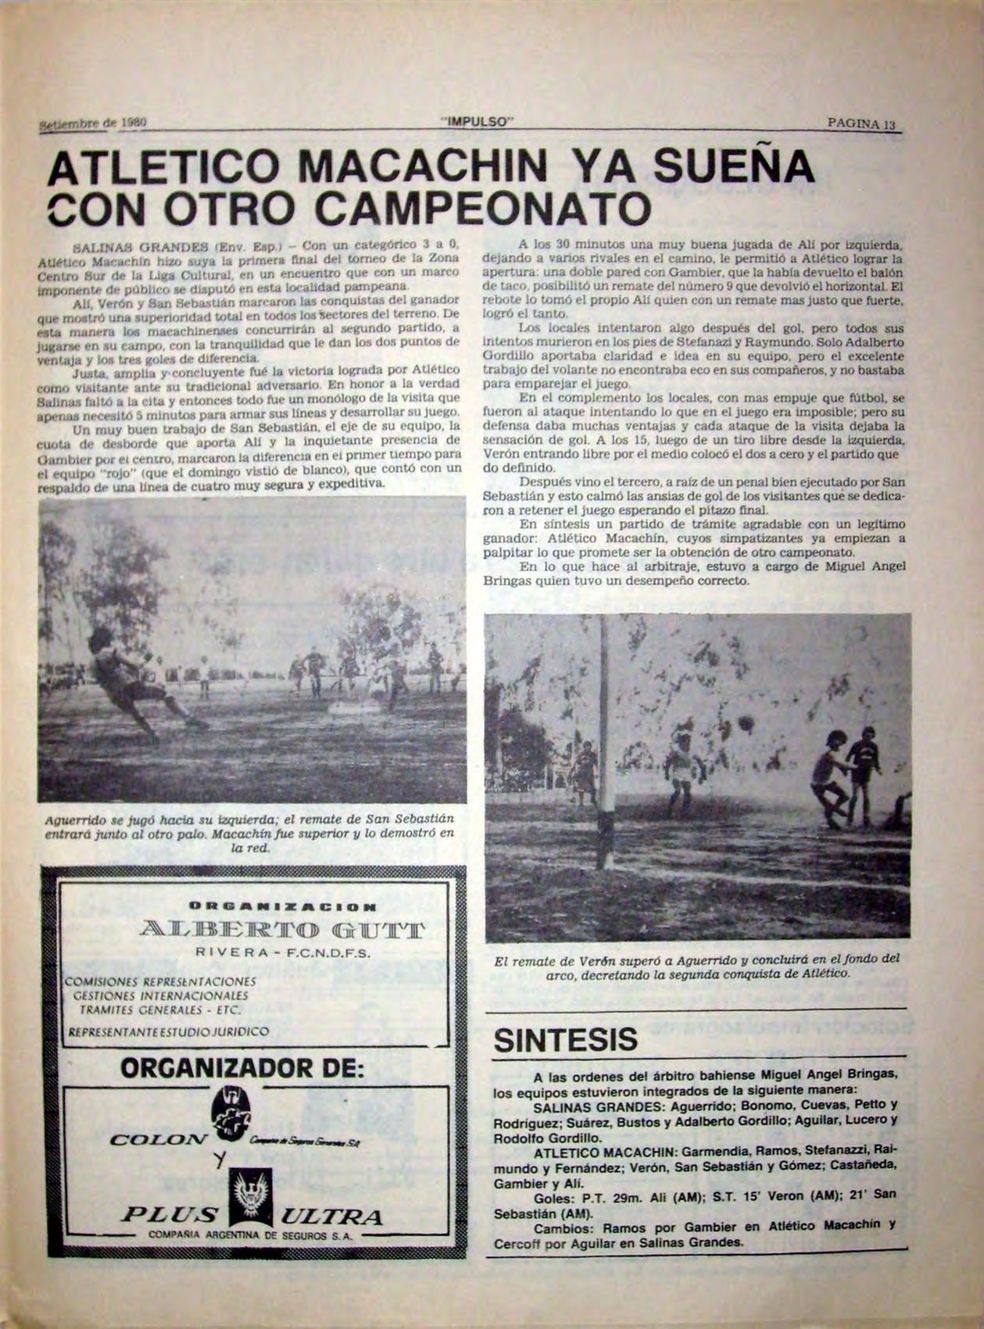 Setiembre de 1980
"IMPULSO"
PAGINA 13
ATLETICO MACACHIN YA SUEÑA
CON OTRO CAMPEONATO
SALINAS GRANDES (Env. Esp.) - Con un categórico 3 a 0,
Atlético Macachín hizo suya la primera final del torneo de la Zona
Centro Sur de la Liga Cultural, en un encuentro que con un marco
imponente de público se disputó en esta localidad pampeana.
Alí, Verón y San Sebastián marcaron las conquistas del ganador
que mostró una superioridad total en todos los sectores del terreno. De
esta manera los macachinenses concurrirán al segundo partido, a
jugarse en su campo, con la tranquilidad que le dan los dos puntos de
ventaja y los tres goles de diferencia.
Justa, amplia y concluyente fué la victoria lograda por Atlético
como visitante ante su tradicional adversario. En honor a la verdad
Salinas faltó a la cita y entonces todo fue un monólogo de la visita que
apenas necesitó 5 minutos para armar sus líneas y desarrollar su juego.
Un muy buen trabajo de San Sebastián, el eje de su equipo, la
cuota de desborde que aporta Alí y la inquietante presencia de
Gambier por el centro, marcaron la diferencia en el primer tiempo para
el equipo "rojo" (que el domingo vistió de blanco), que contó con un
respaldo de una línea de cuatro muy segura y expeditiva.
Aguerrido se jugó hacia su izquierda; el remate de San Sebastián
entrará junto al otro palo. Macachín fue superior y lo demostró en
la red.
ORGANIZACION
ALBERTO GUTT
RIVERA - F.C.N.D.F.S.
COMISIONES REPRESENTACIONES
GESTIONES INTERNACIONALES
TRAMITES GENERALES - ETC.
REPRESENTANTE ESTUDIO JURIDICO
ORGANIZADOR DE:
COLON Compañía de Seguros Generales S.A.
Y
PLUS ULTRA
COMPAÑIA ARGENTINA DE SEGUROS S.A.
A los 30 minutos una muy buena jugada de Alí por izquierda,
dejando a varios rivales en el camino, le permitió a Atlético lograr la
apertura: una doble pared con Gambier, que la había devuelto el balón
de taco, posibilitó un remate del número 9 que devolvió el horizontal. El
rebote lo tomó el propio Alí quien con un remate mas justo que fuerte,
logró el tanto.
Los locales intentaron algo después del gol, pero todos sus
intentos murieron en los pies de Stefanazi y Raymundo. Solo Adalberto
Gordillo aportaba claridad e idea en su equipo, pero el excelente
trabajo del volante no encontraba eco en sus compañeros, y no bastaba
para emparejar el juego.
En el complemento los locales, con mas empuje que fútbol, se
fueron al ataque intentando lo que en el juego era imposible; pero su
defensa daba muchas ventajas y cada ataque de la visita dejaba la
sensación de gol. A los 15, luego de un tiro libre desde la izquierda,
Verón entrando libre por el medio colocó el dos a cero y el partido que
do definido.
Después vino el tercero, a raíz de un penal bien ejecutado por San
Sebastián y esto calmó las ansias de gol de los visitantes que se dedica-
ron a retener el juego esperando el pitazo final.
En síntesis un partido de trámite agradable con un legítimo
ganador: Atlético Macachín, cuyos simpatizantes ya empiezan a
palpitar lo que promete ser la obtención de otro campeonato.
En lo que hace al arbitraje, estuvo a cargo de Miguel Angel
Bringas quien tuvo un desempeño correcto.
El remate de Verón superó a Aguerrido y concluirá en el fondo del
arco, decretando la segunda conquista de Atlético.
SINTESIS
A las ordenes del árbitro bahiense Miguel Angel Bringas,
los equipos estuvieron integrados de la siguiente manera:
SALINAS GRANDES: Aguerrido; Bonomo, Cuevas, Petto y
Rodríguez; Suárez, Bustos y Adalberto Gordillo; Aguilar, Lucero y
Rodolfo Gordillo.
ATLETICO MACACHIN: Garmendia, Ramos, Stefanazzi, Rai-
mundo y Fernández; Verón, San Sebastián y Gómez; Castañeda,
Gambier y Alí.
Goles: P.T. 29m. Alí (AM); S.T. 15' Veron (AM); 21' San
Sebastián (AM).
Cambios: Ramos por Gambier en Atlético Macachín y
Cercoff por Aguilar en Salinas Grandes.